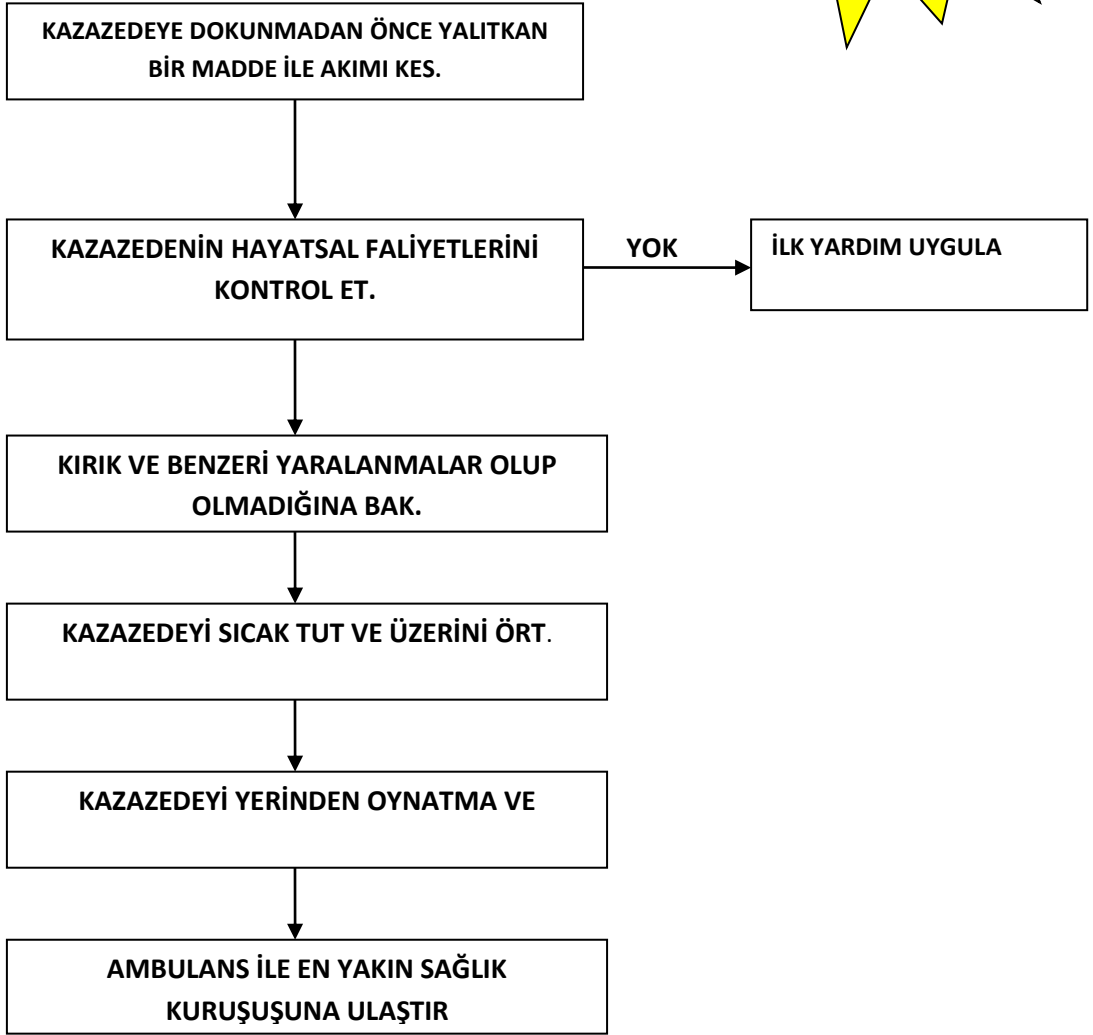 KAZAZEDEYE DOKUNMADAN ÖNCE YALITKAN
BİR MADDE İLE AKIMI KES.
KAZAZEDENİN HAYATSAL FALİYETLERİNİ
KONTROL ET.
YOK
İLK YARDIM UYGULA
KIRIK VE BENZERİ YARALANMALAR OLUP
OLMADIĞINA BAK.
KAZAZEDEYİ SICAK TUT VE ÜZERİNİ ÖRT.
KAZAZEDEYİ YERİNDEN OYNATMA VE
AMBULANS İLE EN YAKIN SAĞLIK
KURUŞUŞUNA ULAŞTIR